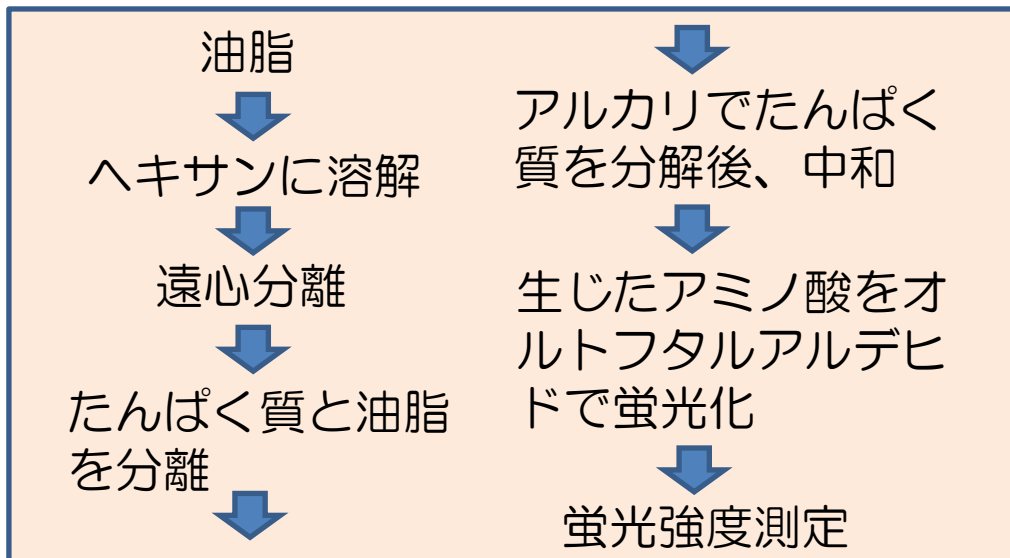 油脂
ヘキサンに溶解
遠心分離
たんぱく質と油脂
を分離
アルカリでたんぱく
質を分解後、中和
生じたアミノ酸をオ
ルトフタルアルデヒ
ドで蛍光化
蛍光強度測定